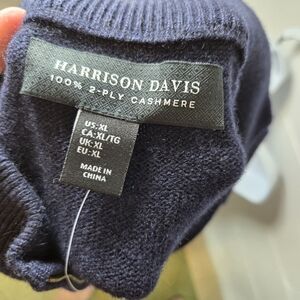 HARRISON DAVIS
100% 2-PLY CASHMERE
US:XL
CA:XL/TG
UK:XL
EU:XL
MADE IN
CHINA